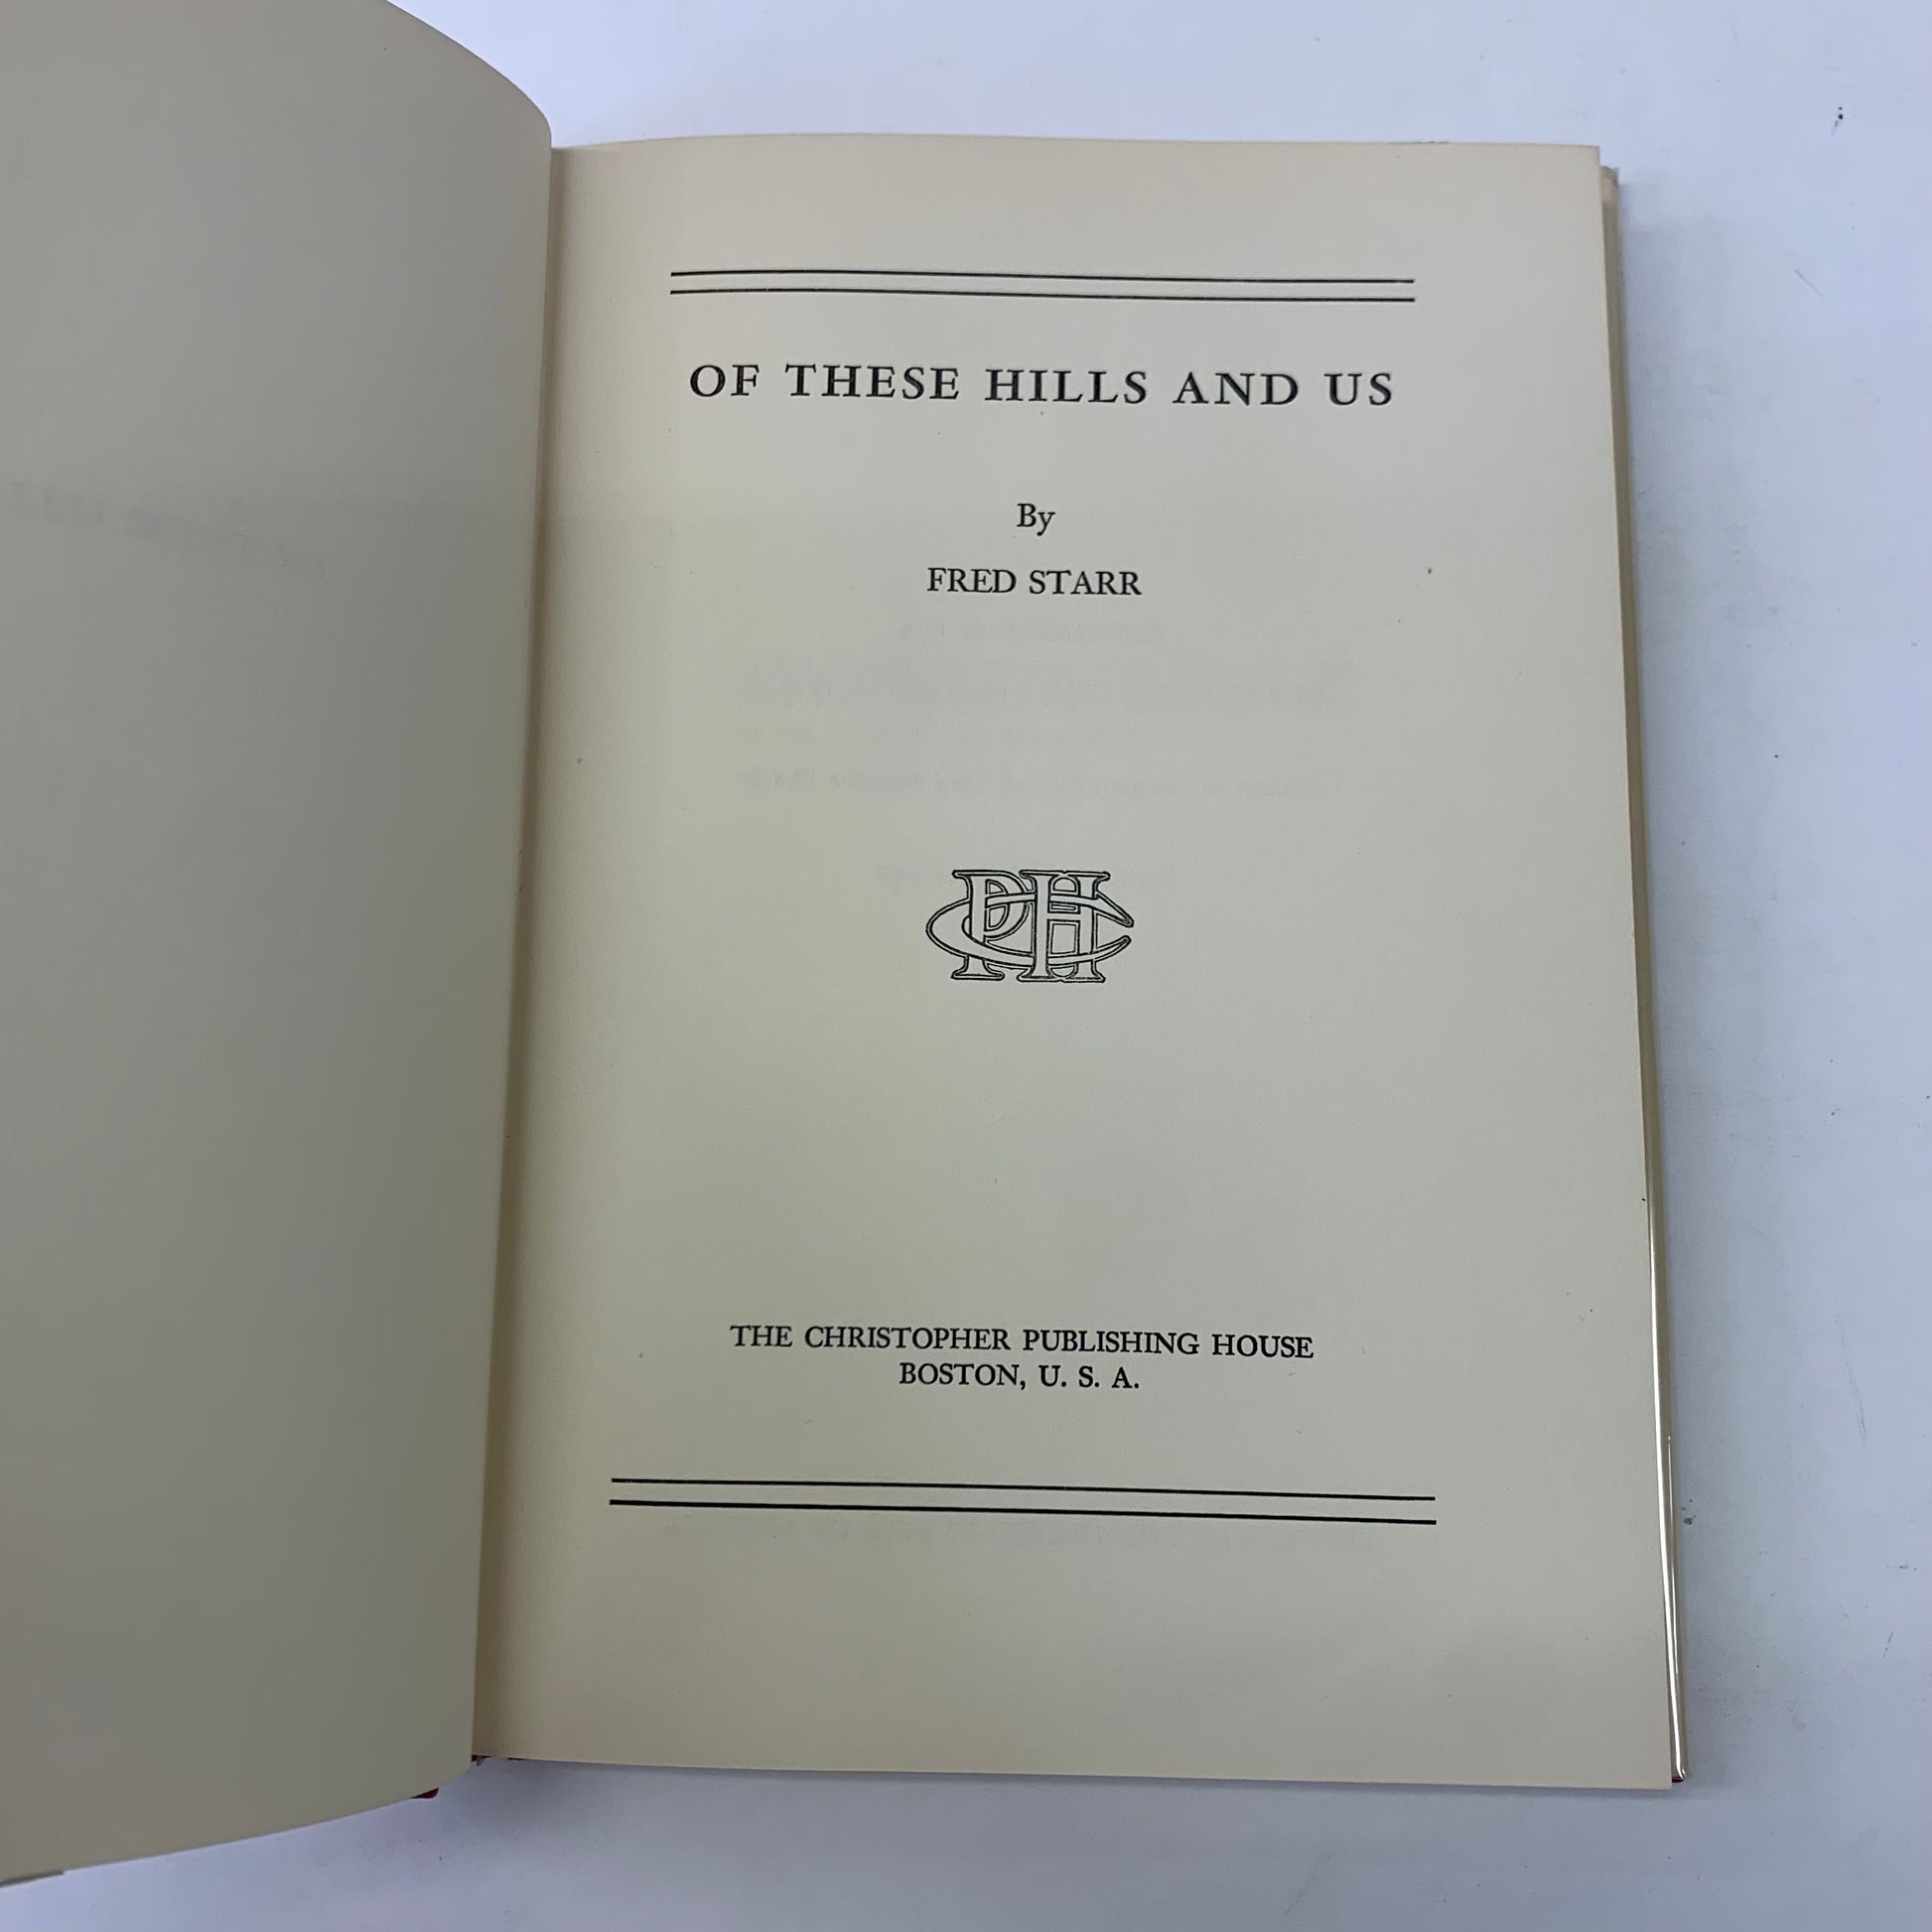 OF THESE HILLS AND US
By
FRED STARR
CPH
THE CHRISTOPHER PUBLISHING HOUSE
BOSTON, U. S. A.